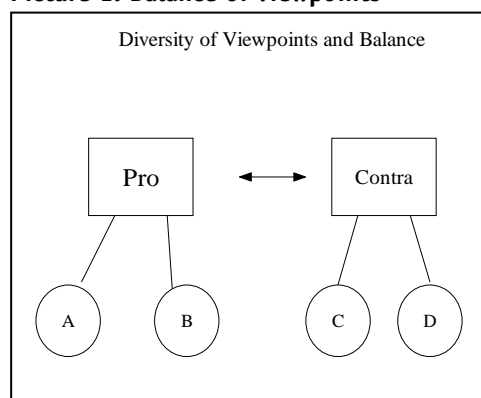 Picture 1: Balance of Viewpoints
Diversity of Viewpoints and Balance
Pro
Contra
A
B
C
D